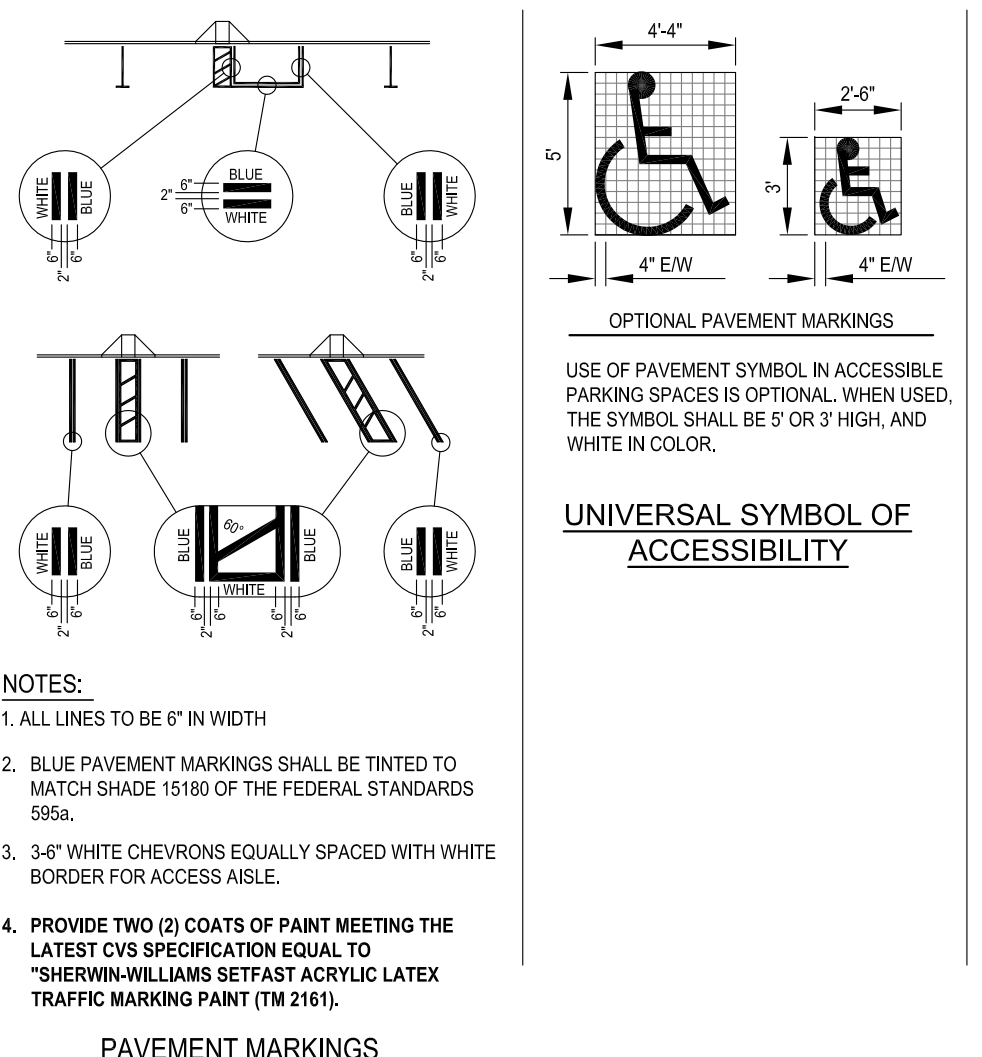 WHITE
BLUE
6"
2"
6"
BLUE
2"
6"
6"
WHITE
BLUE
WHITE
6"
2"
6"
WHITE
BLUE
6"
2"
6"
BLUE
60°
BLUE
WHITE
6"
2"
6"
6"
2"
6"
BLUE
WHITE
6"
2"
6"
NOTES:
1. ALL LINES TO BE 6" IN WIDTH
2. BLUE PAVEMENT MARKINGS SHALL BE TINTED TO
MATCH SHADE 15180 OF THE FEDERAL STANDARDS
595a.
3. 3-6" WHITE CHEVRONS EQUALLY SPACED WITH WHITE
BORDER FOR ACCESS AISLE.
4. PROVIDE TWO (2) COATS OF PAINT MEETING THE
LATEST CVS SPECIFICATION EQUAL TO
"SHERWIN-WILLIAMS SETFAST ACRYLIC LATEX
TRAFFIC MARKING PAINT (TM 2161).
PAVEMENT MARKINGS
4'-4"
5'
4" E/W
2'-6"
3'
4" E/W
OPTIONAL PAVEMENT MARKINGS
USE OF PAVEMENT SYMBOL IN ACCESSIBLE
PARKING SPACES IS OPTIONAL. WHEN USED,
THE SYMBOL SHALL BE 5' OR 3' HIGH, AND
WHITE IN COLOR.
UNIVERSAL SYMBOL OF
ACCESSIBILITY